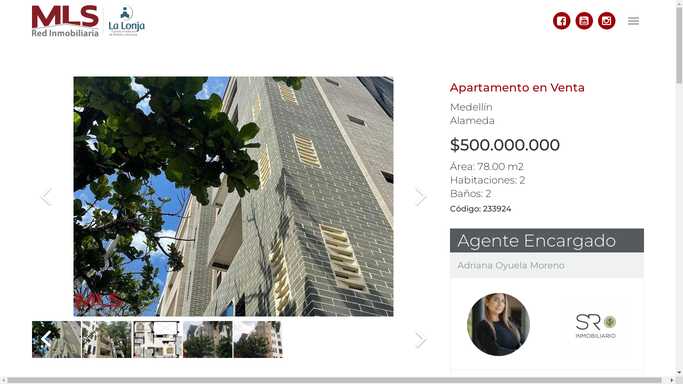 MLS
Red Inmobiliaria
La Lonja
Apartamento en Venta
Medellín
Alameda
$500.000.000
Área: 78.00 m2
Habitaciones: 2
Baños: 2
Código: 233924
Agente Encargado
Adriana Oyuela Moreno
MLS
SR
INMOBILIARIO